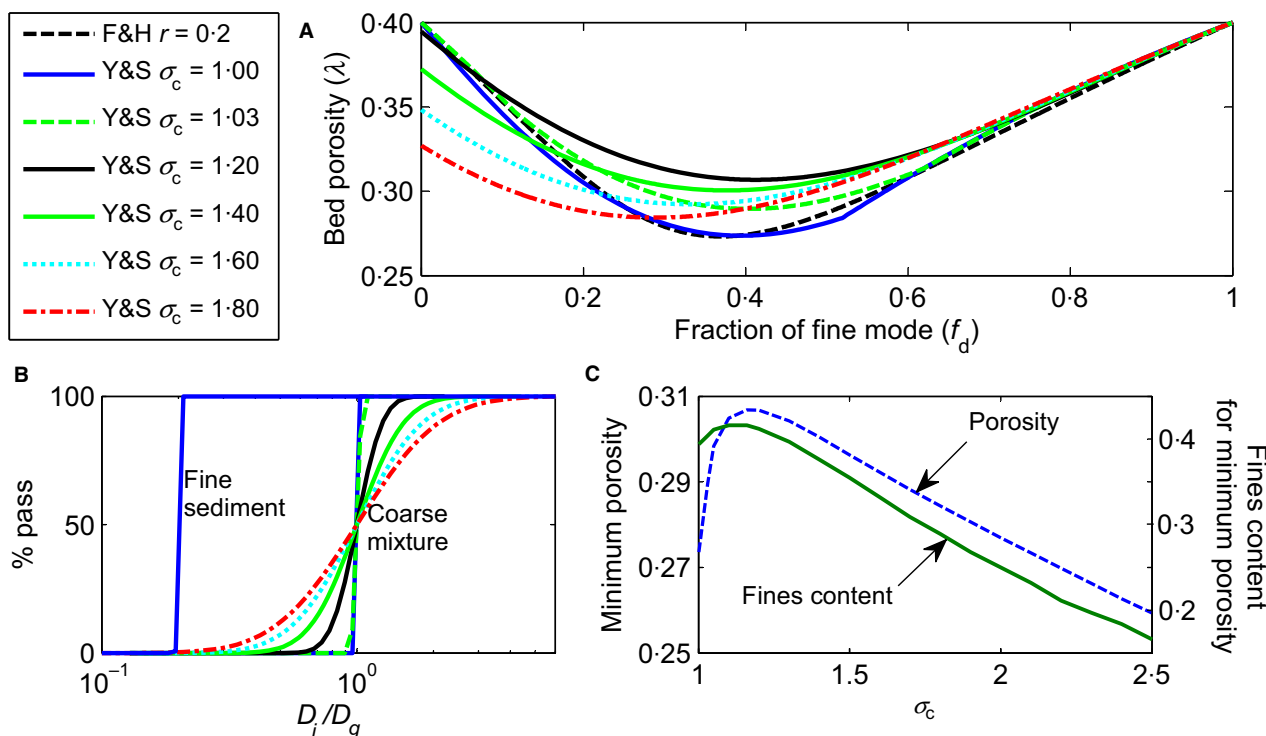 F&H r = 0·2
Y&S σc = 1·00
Y&S σc = 1·03
Y&S σc = 1·20
Y&S σc = 1·40
Y&S σc = 1·60
Y&S σc = 1·80
A
0·40
0·35
0·30
0·25
Bed porosity (λ)
0
0·2
0·4
0·6
0·8
1
Fraction of fine mode (fd)
B
100
50
0
% pass
Fine
sediment
Coarse
mixture
10⁻¹
10⁰
Di/Dg
C
0·31
0·29
0·27
0·25
Minimum porosity
Porosity
Fines content
0·4
0·3
0·2
Fines content
for minimum porosity
1
1.5
2
2·5
σc